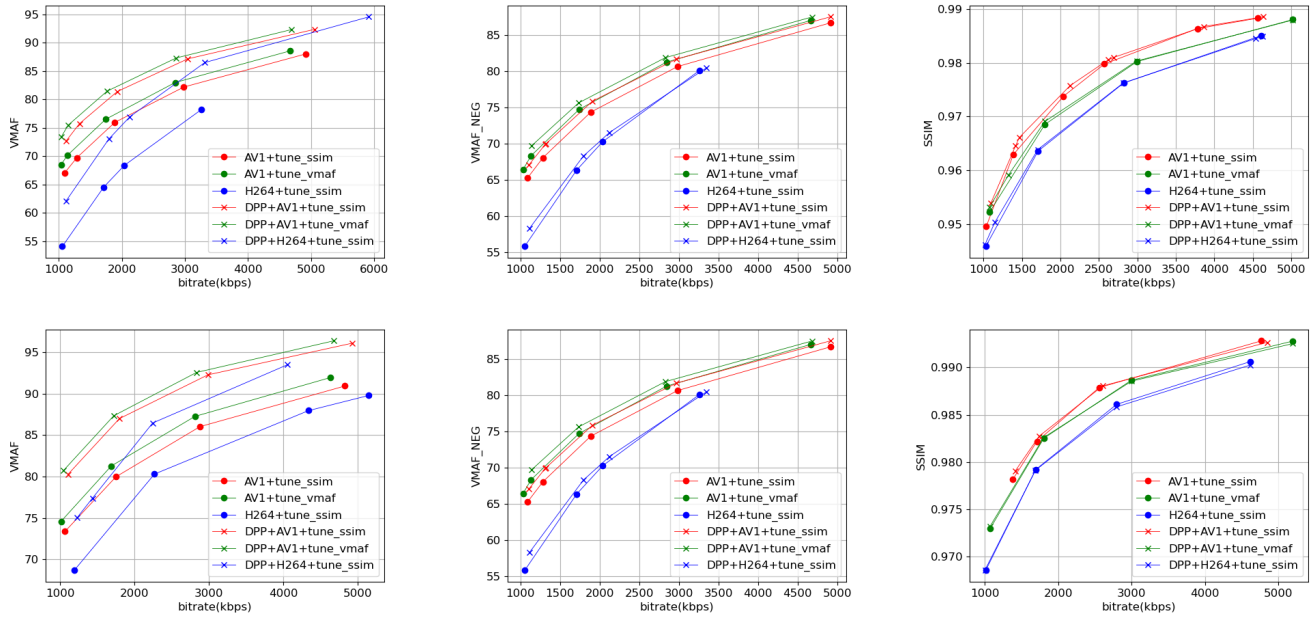 95
90
85
80
75
70
65
60
55
VMAF
1000 2000 3000 4000 5000 6000
bitrate(kbps)
AV1+tune_ssim
AV1+tune_vmaf
H264+tune_ssim
DPP+AV1+tune_ssim
DPP+AV1+tune_vmaf
DPP+H264+tune_ssim
85
80
75
70
65
60
55
VMAF_NEG
1000 1500 2000 2500 3000 3500 4000 4500 5000
bitrate(kbps)
AV1+tune_ssim
AV1+tune_vmaf
H264+tune_ssim
DPP+AV1+tune_ssim
DPP+AV1+tune_vmaf
DPP+H264+tune_ssim
0.99
0.98
0.97
0.96
0.95
SSIM
1000 1500 2000 2500 3000 3500 4000 4500 5000
bitrate(kbps)
AV1+tune_ssim
AV1+tune_vmaf
H264+tune_ssim
DPP+AV1+tune_ssim
DPP+AV1+tune_vmaf
DPP+H264+tune_ssim
95
90
85
80
75
70
VMAF
1000 2000 3000 4000 5000
bitrate(kbps)
AV1+tune_ssim
AV1+tune_vmaf
H264+tune_ssim
DPP+AV1+tune_ssim
DPP+AV1+tune_vmaf
DPP+H264+tune_ssim
85
80
75
70
65
60
55
VMAF_NEG
1000 1500 2000 2500 3000 3500 4000 4500 5000
bitrate(kbps)
AV1+tune_ssim
AV1+tune_vmaf
H264+tune_ssim
DPP+AV1+tune_ssim
DPP+AV1+tune_vmaf
DPP+H264+tune_ssim
0.990
0.985
0.980
0.975
0.970
SSIM
1000 2000 3000 4000 5000
bitrate(kbps)
AV1+tune_ssim
AV1+tune_vmaf
H264+tune_ssim
DPP+AV1+tune_ssim
DPP+AV1+tune_vmaf
DPP+H264+tune_ssim